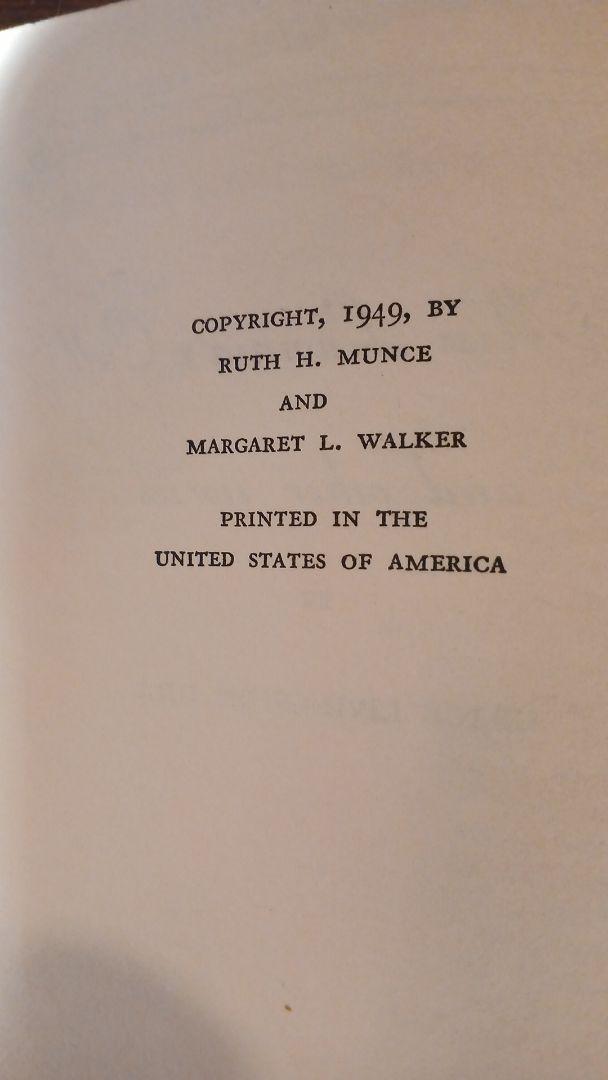 COPYRIGHT, 1949, BY
RUTH H. MUNCE
AND
MARGARET L. WALKER
PRINTED IN THE
UNITED STATES OF AMERICA